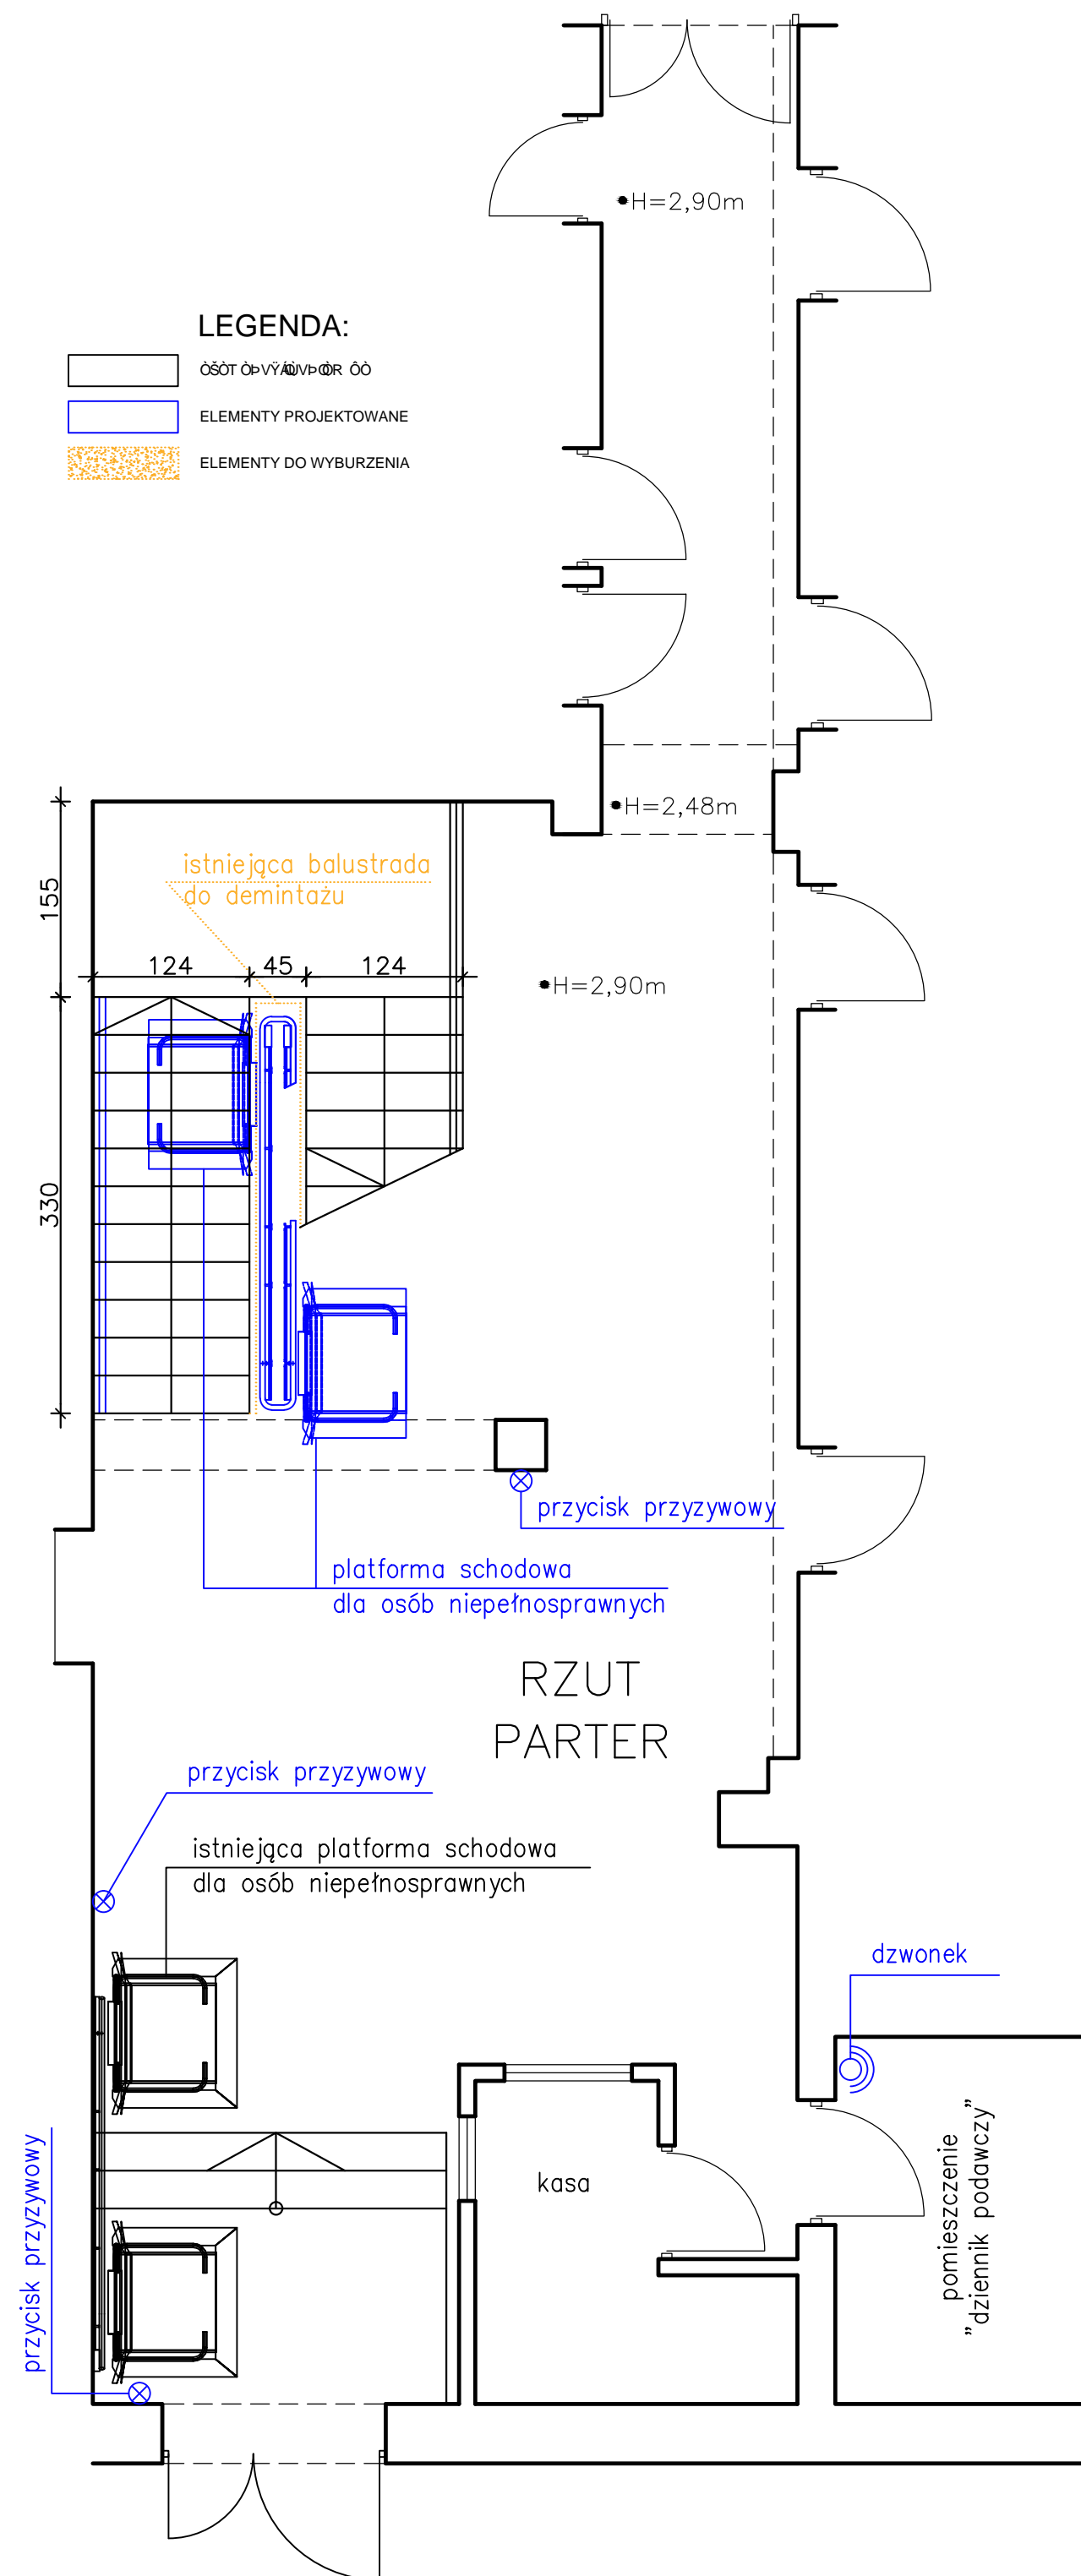 H=2,90m
LEGENDA:
ELEMENTY PROJEKTOWANE
ELEMENTY DO WYBURZENIA
H=2,48m
istniejąca balustrada
do demintażu
155
124
45
124
H=2,90m
330
przycisk przyzywowy
platforma schodowa
dla osób niepełnosprawnych
RZUT
PARTER
przycisk przyzywowy
istniejąca platforma schodowa
dla osób niepełnosprawnych
dzwonek
przycisk przyzywowy
kasa
pomieszczenie
"dziennik podawczy"